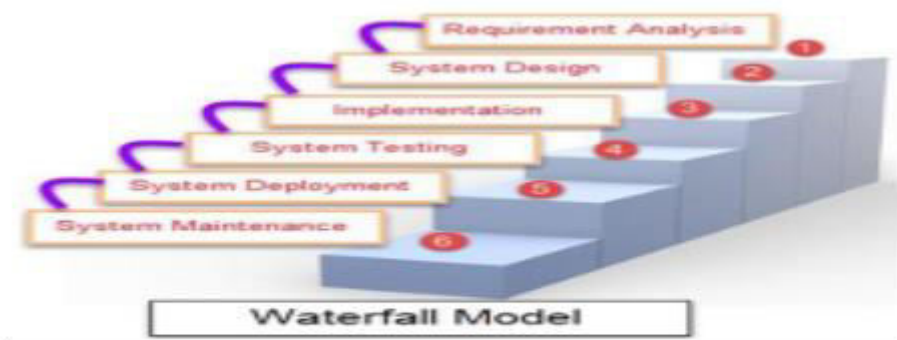 Requirement Analysis
1
System Design
2
Implementation
3
System Testing
4
System Deployment
5
System Maintenance
6
Waterfall Model